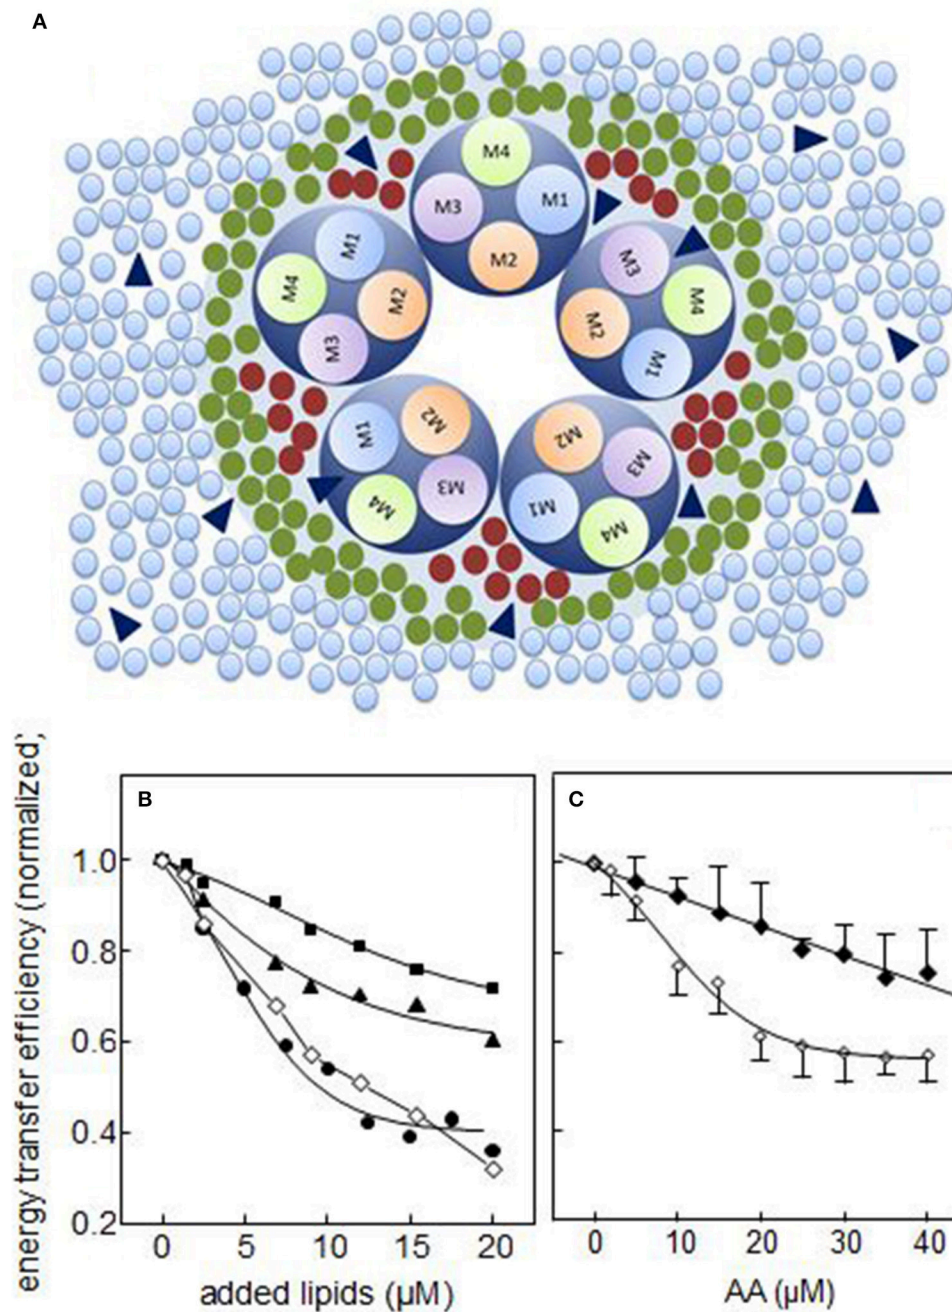 A
M4
M3
M1
M2
M1
M4
M2
M3
M3
M4
M2
M1
M2
M1
M3
M4
M2
M3
M1
M4
energy transfer efficiency (normalized)
B
C
1.0
0.8
0.6
0.4
0.2
0 5 10 15 20
0 10 20 30 40
added lipids (µM)
AA (µM)